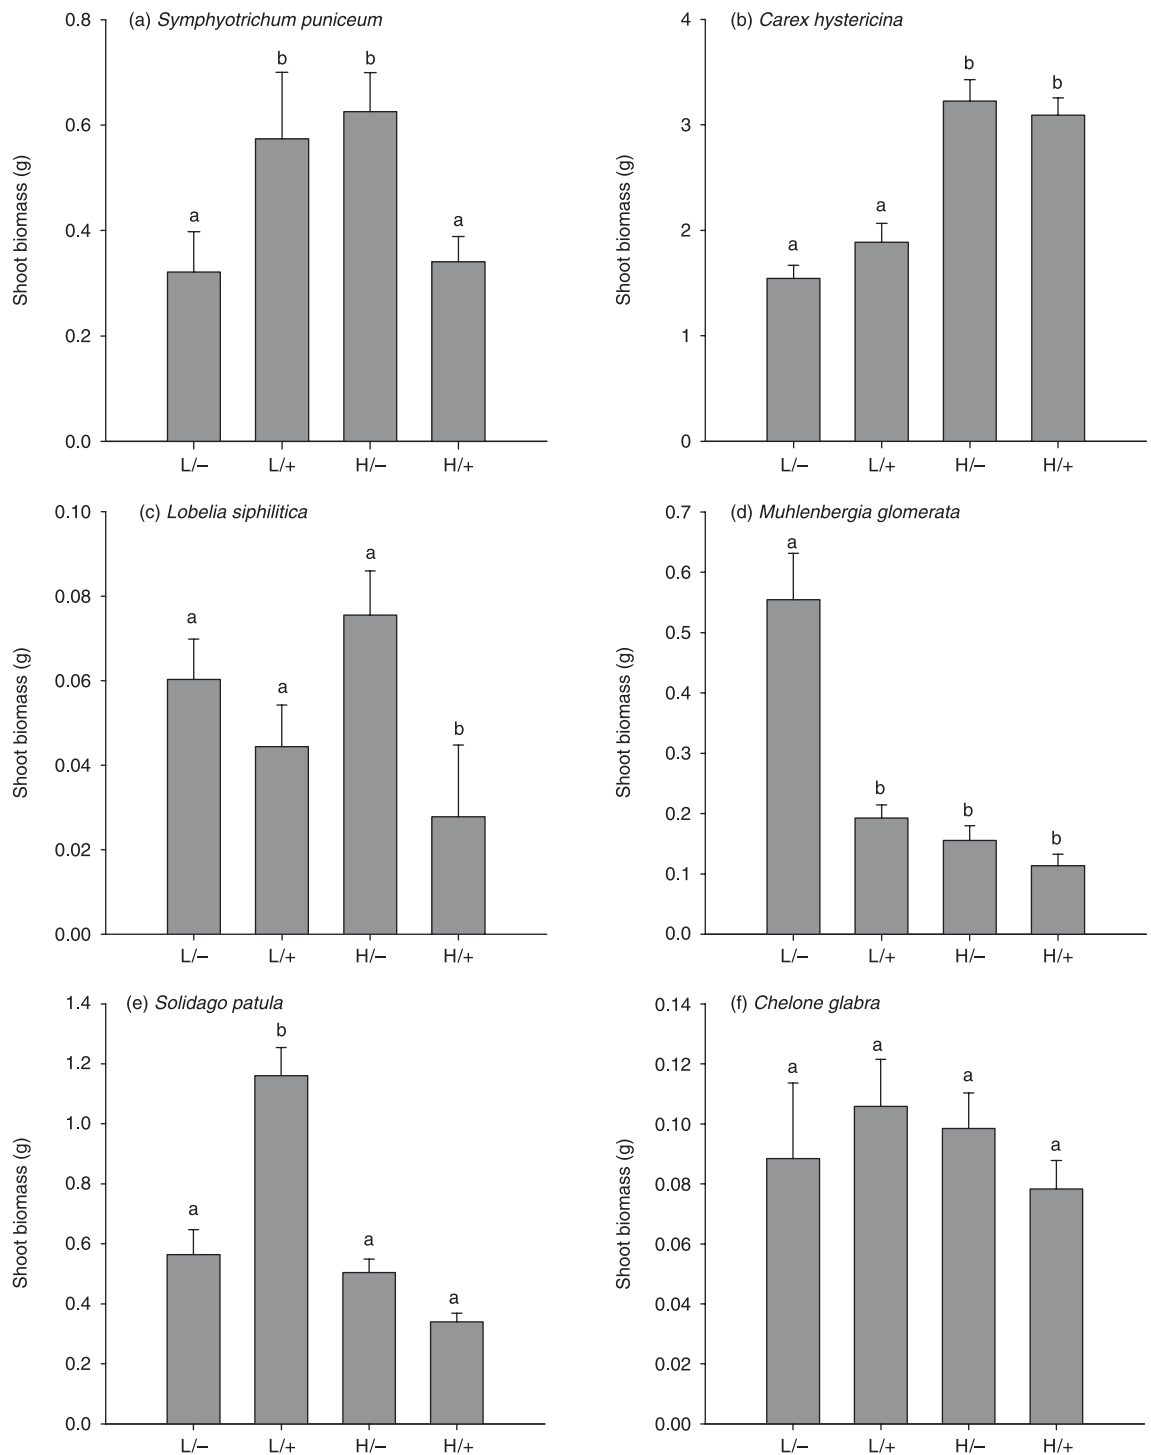 (a) Symphyotrichum puniceum
Shoot biomass (g)
0.8
0.6
0.4
0.2
0.0
a
b
b
a
L/– L/+ H/– H/+
(b) Carex hystericina
Shoot biomass (g)
4
3
2
1
0
a
a
b
b
L/– L/+ H/– H/+
(c) Lobelia siphilitica
Shoot biomass (g)
0.10
0.08
0.06
0.04
0.02
0.00
a
a
a
b
L/– L/+ H/– H/+
(d) Muhlenbergia glomerata
Shoot biomass (g)
0.7
0.6
0.5
0.4
0.3
0.2
0.1
0.0
a
b
b
b
L/– L/+ H/– H/+
(e) Solidago patula
Shoot biomass (g)
1.4
1.2
1.0
0.8
0.6
0.4
0.2
0.0
a
b
a
a
L/– L/+ H/– H/+
(f) Chelone glabra
Shoot biomass (g)
0.14
0.12
0.10
0.08
0.06
0.04
0.02
0.00
a
a
a
a
L/– L/+ H/– H/+